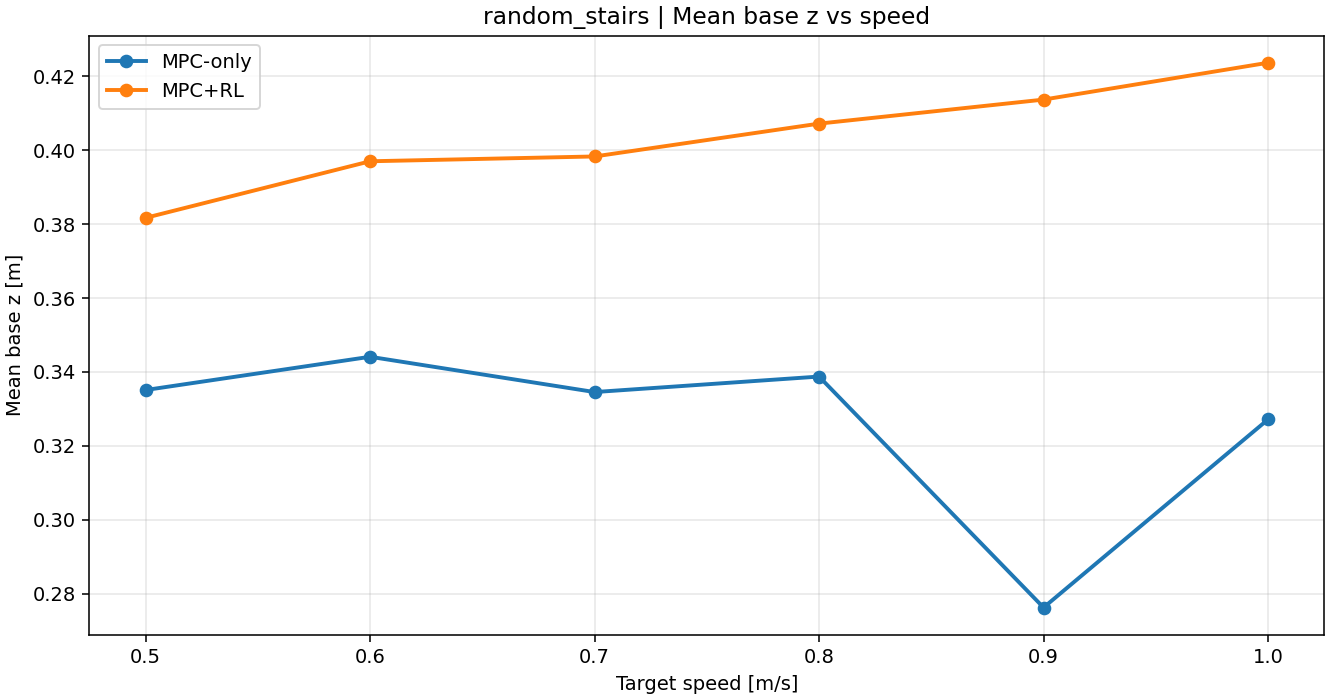 random_stairs | Mean base z vs speed
MPC-only
MPC+RL
Mean base z [m]
0.42
0.40
0.38
0.36
0.34
0.32
0.30
0.28
0.5 0.6 0.7 0.8 0.9 1.0
Target speed [m/s]